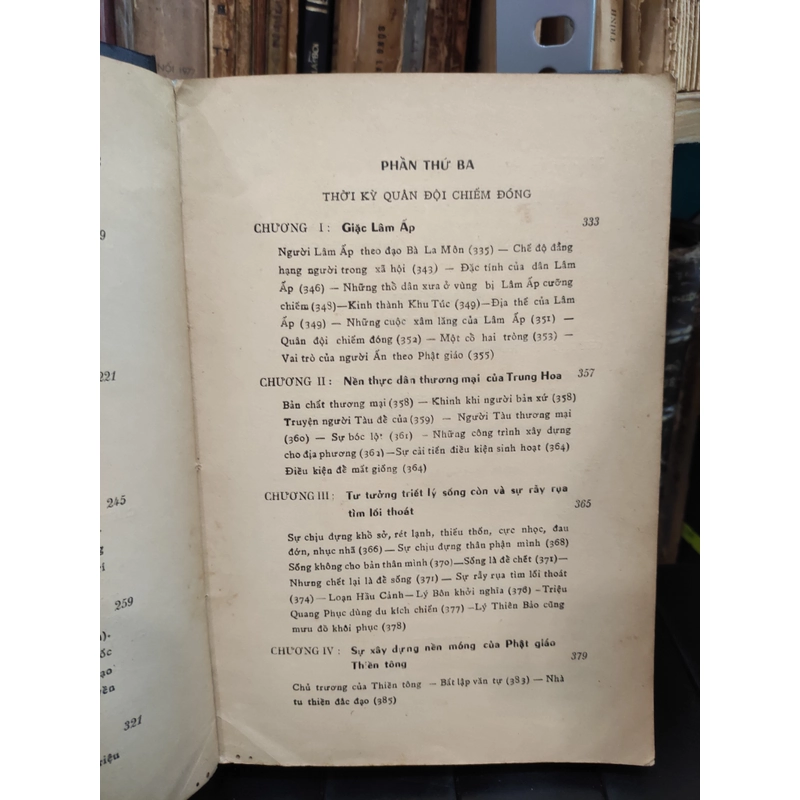 PHẦN THỨ BA
THỜI KỲ QUÂN ĐỘI CHIẾM ĐÓNG
CHƯƠNG I : Giặc Lâm Ấp 333
Người Lâm Ấp theo đạo Bà La Môn (335) — Chế độ đẳng
hạng người trong xã hội (343) — Đặc tính của dân Lâm
Ấp (346) — Những thổ dân xưa ở vùng bị Lâm Ấp cưỡng
chiếm (348)—Kinh thành Khu Túc (349)—Địa thế của Lâm
Ấp (349) — Những cuộc xâm lăng của Lâm Ấp (351) —
Quân đội chiếm đóng (352) — Một cổ hai tròng (353) —
Vai trò của người Ấn theo Phật giáo (355)
CHƯƠNG II : Nền thực dân thương mại của Trung Hoa 357
Bản chất thương mại (358) — Khinh khi người bản xứ (358)
Truyện người Tàu để của (359) — Người Tàu thương mại
(360) — Sự bóc lột (361) – Những công trình xây dựng
cho địa phương (362)—Sự cải tiến điều kiện sinh hoạt (364)
Điều kiện để mất giống (364)
CHƯƠNG III : Tư tưởng triết lý sống còn và sự rẫy rụa
tìm lối thoát 365
Sự chịu đựng khổ sở, rét lạnh, thiếu thốn, cực nhọc, đau
đớn, nhục nhã (366) — Sự chịu đựng thân phận mình (368)
Sống không cho bản thân mình (370)—Sống là để chết (371)—
Nhưng chết lại là để sống (371) — Sự rẫy rụa tìm lối thoát
(374) — Loạn Hầu Cảnh— Lý Bôn khởi nghĩa (376) –Triệu
Quang Phục dùng du kích chiến (377) –Lý Thiên Bảo cũng
mưu đồ khôi phục (378)
CHƯƠNG IV : Sự xây dựng nền móng của Phật giáo
Thiền tông 379
Chủ trương của Thiền tông — Bất lập văn tự (383) — Nhà
tu thiền đắc đạo (385)
221
245
259
321